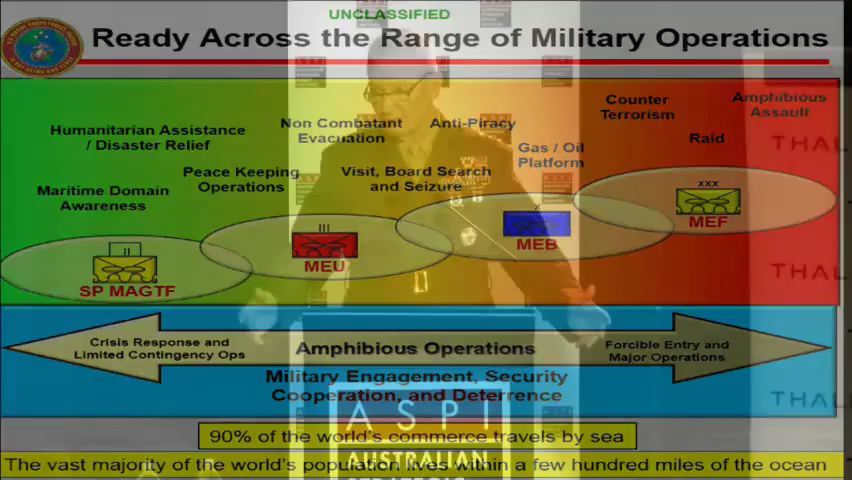 UNCLASSIFIED
Ready Across the Range of Military Operations
Counter
Terrorism
Amphibious
Assault
Humanitarian Assistance
/ Disaster Relief
Non Combatant
Evacuation
Anti-Piracy
Raid
Gas / Oil
Platform
Peace Keeping
Operations
Visit, Board Search
and Seizure
Maritime Domain
Awareness
THAL
II
III
X
XXX
SP MAGTF
MEU
MEB
MEF
THAL
Crisis Response and
Limited Contingency Ops
Amphibious Operations
Forcible Entry and
Major Operations
Military Engagement, Security
Cooperation, and Deterrence
THAL
ASPI
90% of the world's commerce travels by sea
AUSTRALIAN
The vast majority of the world's population lives within a few hundred miles of the ocean
STRATEGIC